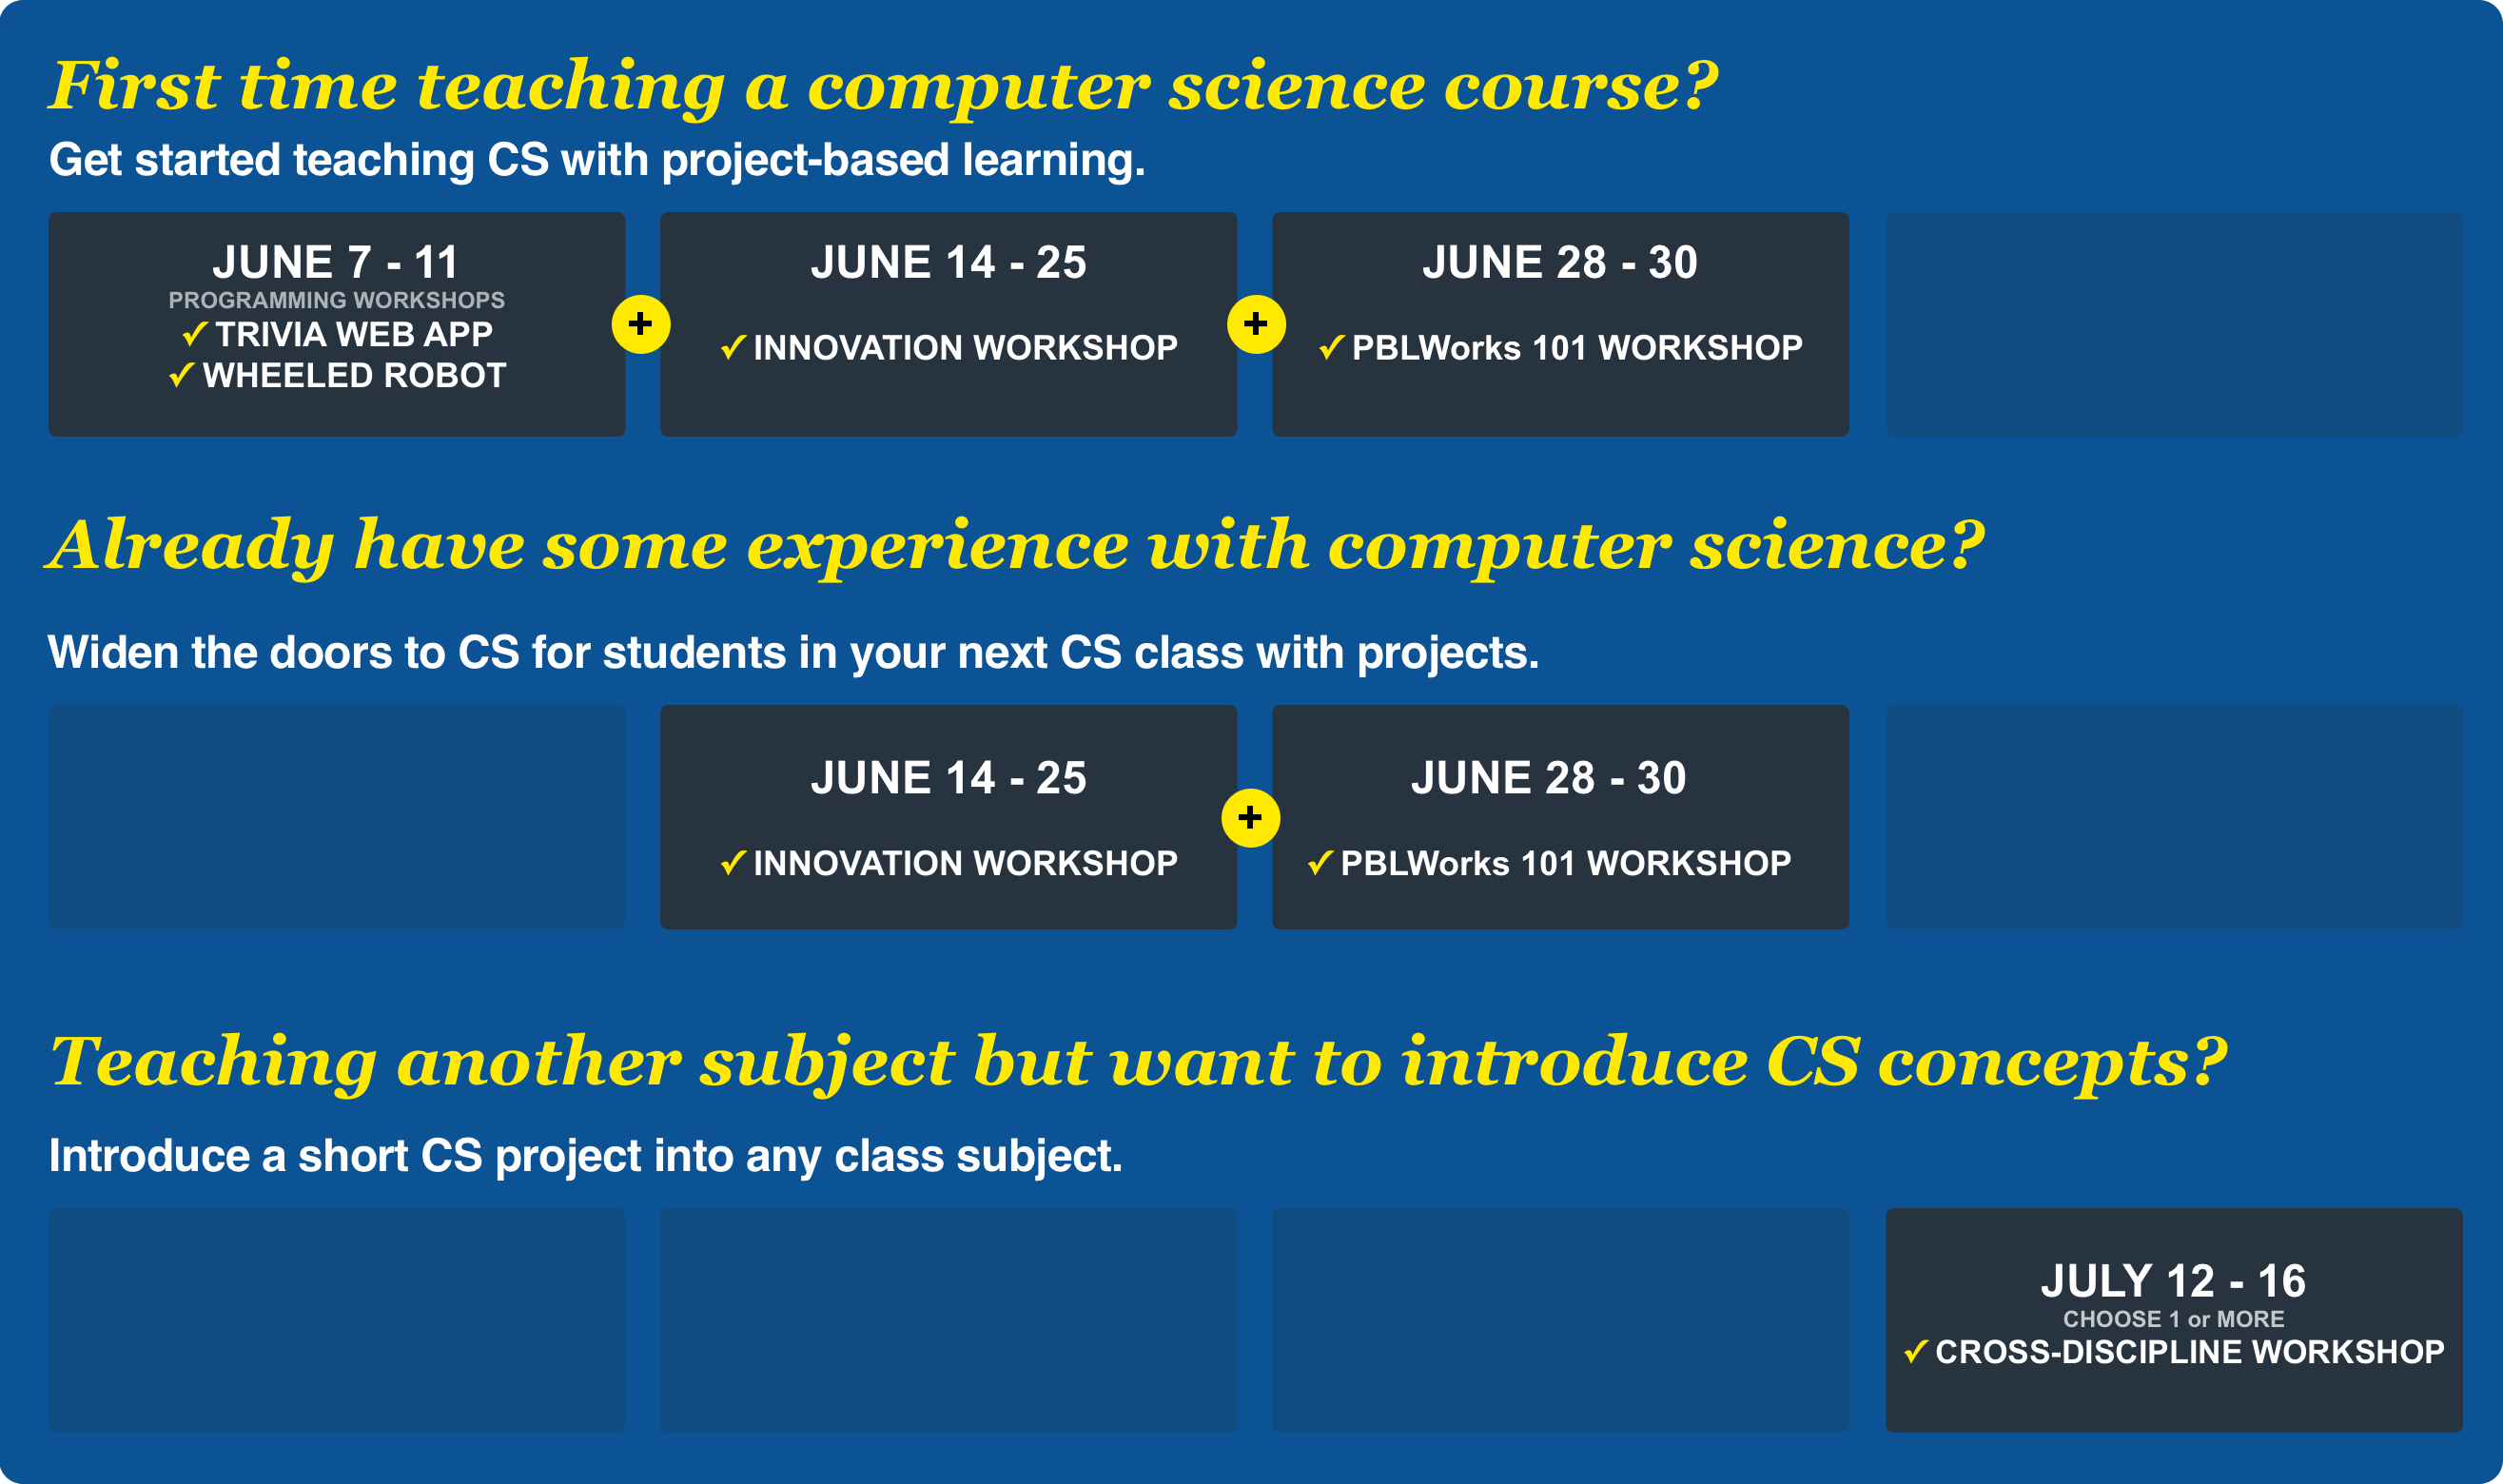 First time teaching a computer science course?
Get started teaching CS with project-based learning.
JUNE 7 - 11
PROGRAMMING WORKSHOPS
✓ TRIVIA WEB APP
✓ WHEELED ROBOT
+
JUNE 14 - 25
✓ INNOVATION WORKSHOP
+
JUNE 28 - 30
✓ PBLWorks 101 WORKSHOP
Already have some experience with computer science?
Widen the doors to CS for students in your next CS class with projects.
JUNE 14 - 25
✓ INNOVATION WORKSHOP
+
JUNE 28 - 30
✓ PBLWorks 101 WORKSHOP
Teaching another subject but want to introduce CS concepts?
Introduce a short CS project into any class subject.
JULY 12 - 16
CHOOSE 1 or MORE
✓ CROSS-DISCIPLINE WORKSHOP